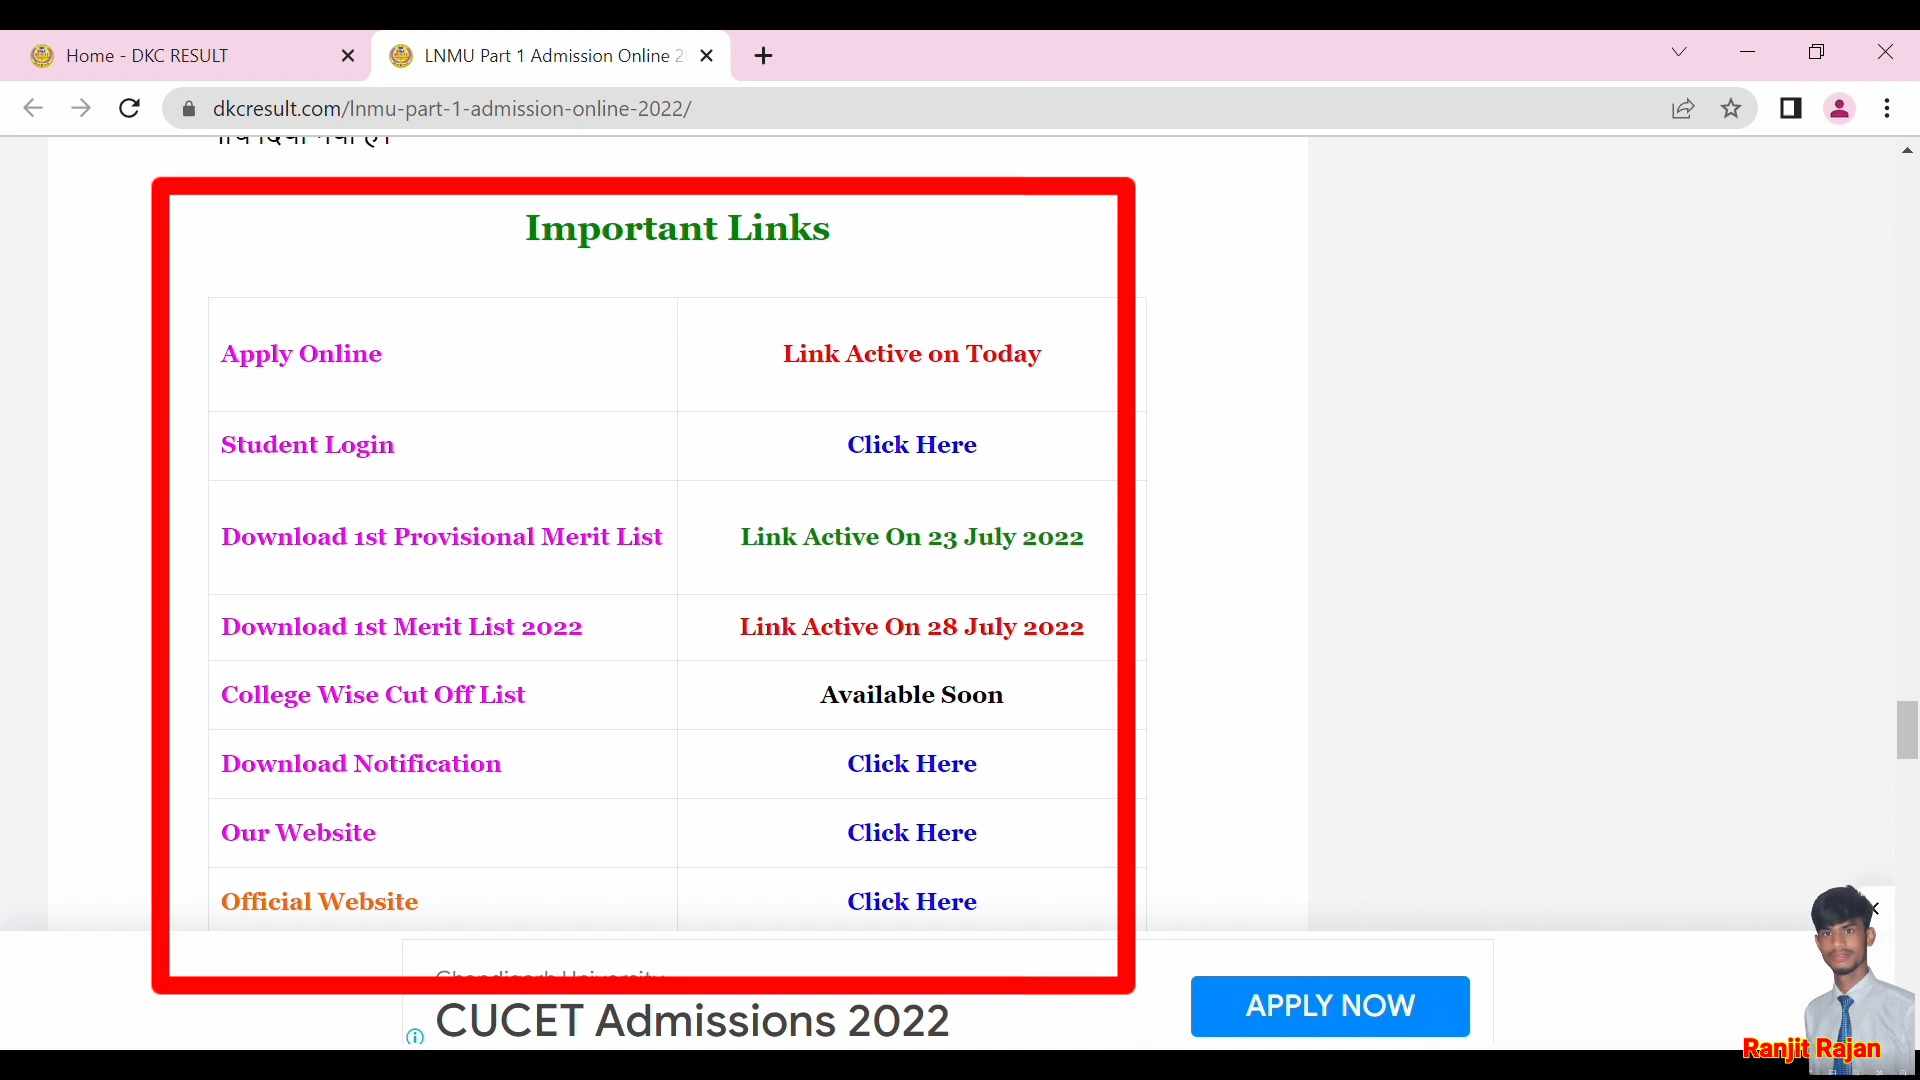 Home - DKC RESULT
LNMU Part 1 Admission Online 2
dkcresult.com/lnmu-part-1-admission-online-2022/
Important Links
Apply Online
Link Active on Today
Student Login
Click Here
Download 1st Provisional Merit List
Link Active On 23 July 2022
Download 1st Merit List 2022
Link Active On 28 July 2022
College Wise Cut Off List
Available Soon
Download Notification
Click Here
Our Website
Click Here
Official Website
Click Here
CUCET Admissions 2022
APPLY NOW
Ranjit Rajan